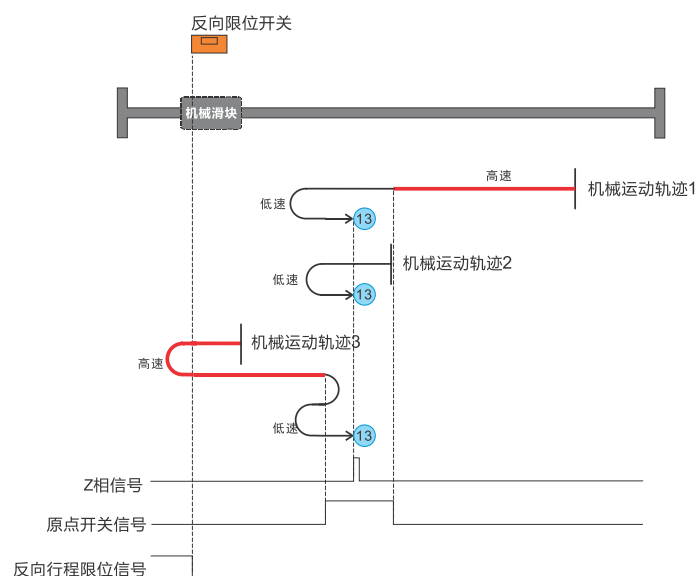 反向限位开关
机械滑块
高速
机械运动轨迹1
低速
13
机械运动轨迹2
低速
13
机械运动轨迹3
高速
低速
13
Z相信号
原点开关信号
反向行程限位信号